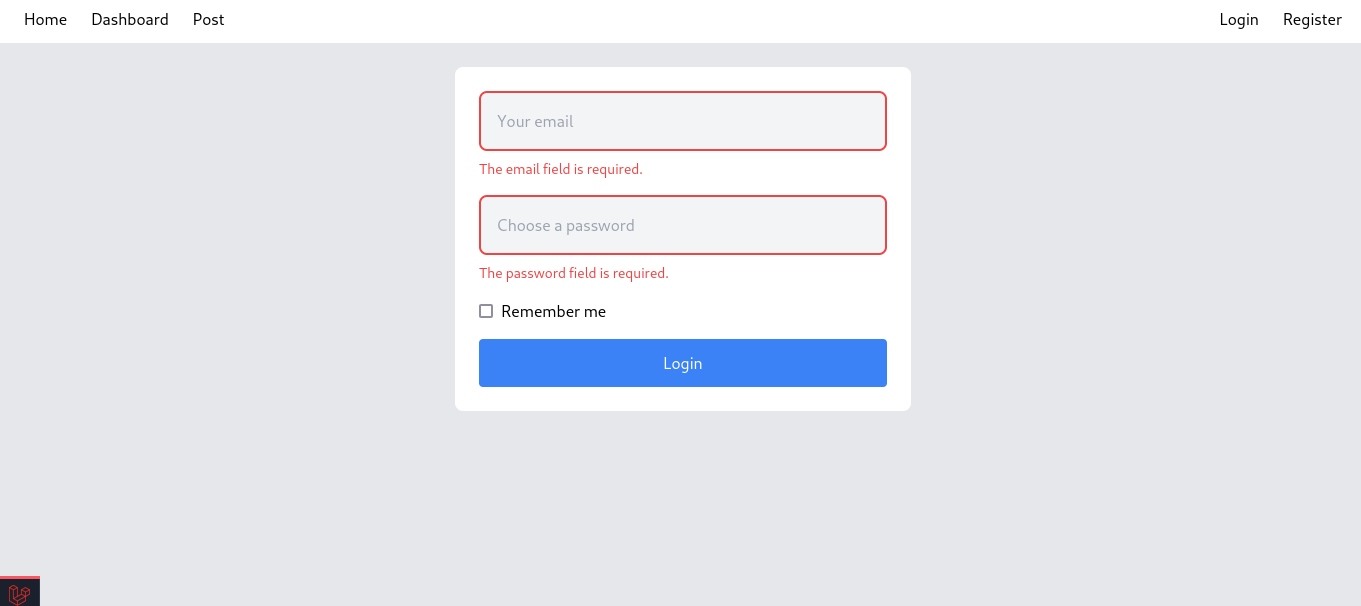 Home Dashboard Post Login Register
Your email
The email field is required.
Choose a password
The password field is required.
Remember me
Login